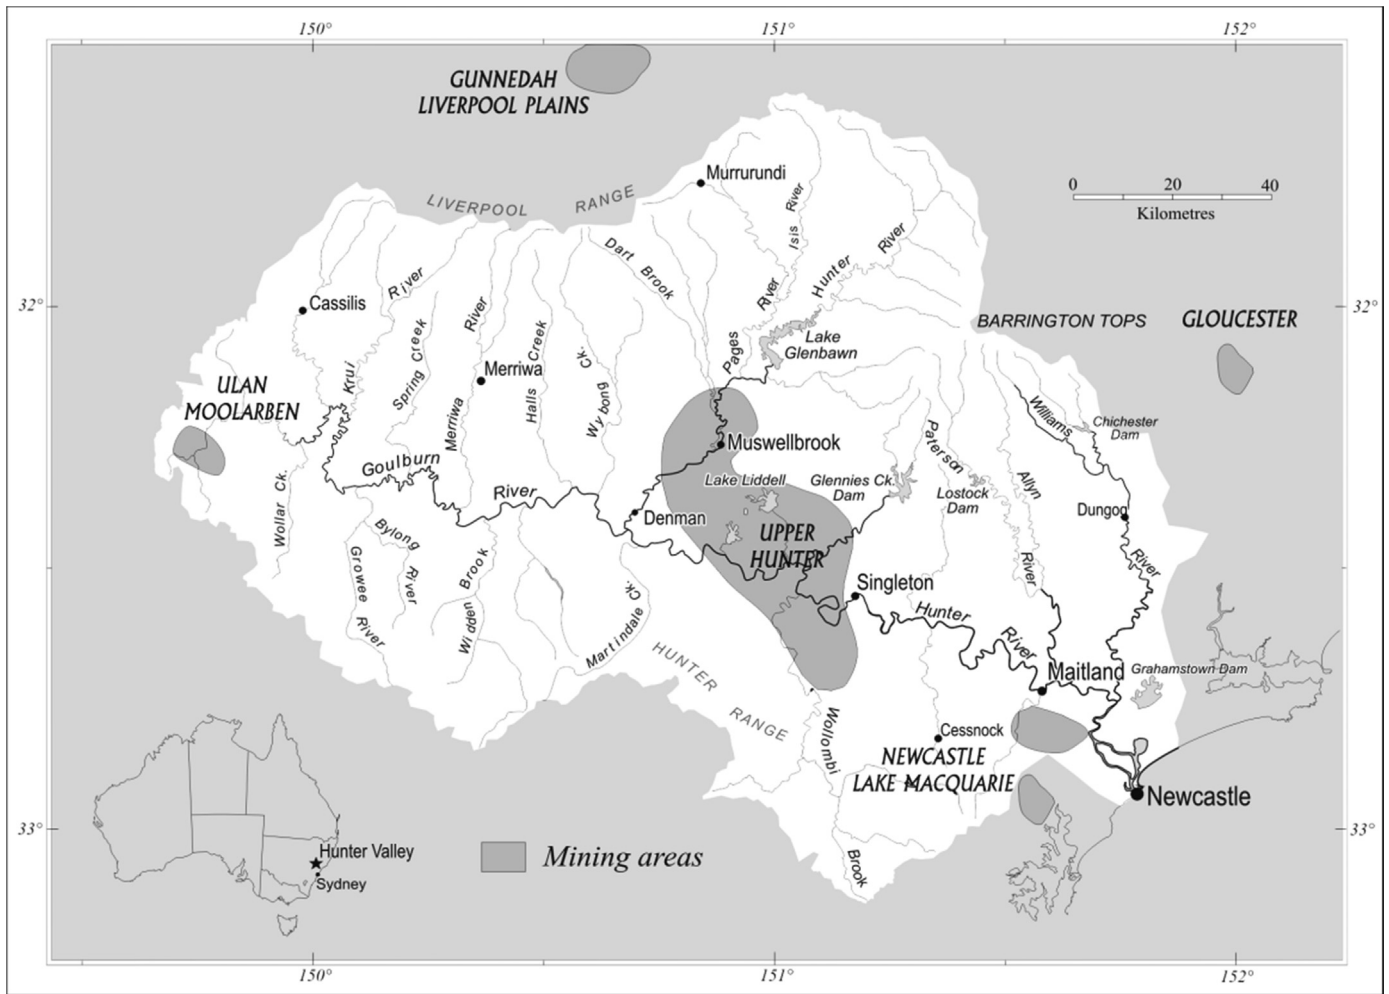 150°
151°
152°
GUNNEDAH
LIVERPOOL PLAINS
Murrurundi
0 20 40
Kilometres
LIVERPOOL RANGE
Isis River
Dart Brook
Hunter River
River
Cassilis
River
River
32°
32°
BARRINGTON TOPS
GLOUCESTER
Lake
Glenbawn
Pages
Spring Creek
Halls Creek
Wybong Ck.
Krui
Merriwa
Merriwa
ULAN
MOOLARBEN
Williams
Chichester
Dam
Muswellbrook
Paterson
Goulburn
River
Lake Liddell
Glennies Ck.
Dam
Lostock
Dam
Allyn
River
Wollar Ck.
Denman
Dungog
Bylong
River
UPPER
HUNTER
Growee
River
Widden Brook
River
Singleton
Martindale Ck.
Hunter
River
HUNTER
RANGE
Maitland
Grahamstown Dam
Wollombi
Brook
Cessnock
NEWCASTLE
LAKE MACQUARIE
Newcastle
33°
33°
Hunter Valley
Sydney
Mining areas
150°
151°
152°